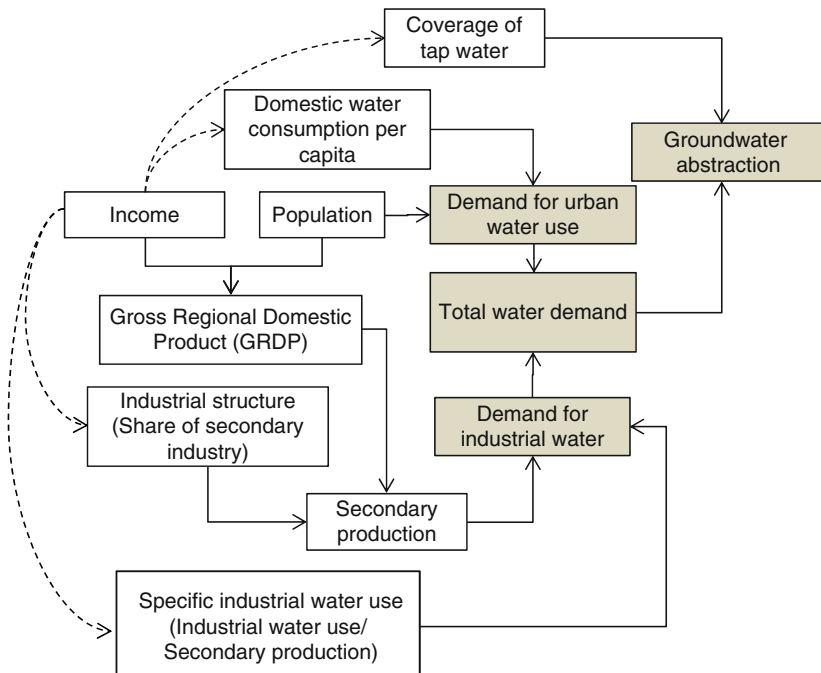 Coverage of
tap water
Domestic water
consumption per
capita
Groundwater
abstraction
Income
Population
Demand for urban
water use
Gross Regional Domestic
Product (GRDP)
Total water demand
Industrial structure
(Share of secondary
industry)
Demand for
industrial water
Secondary
production
Specific industrial water use
(Industrial water use/
Secondary production)